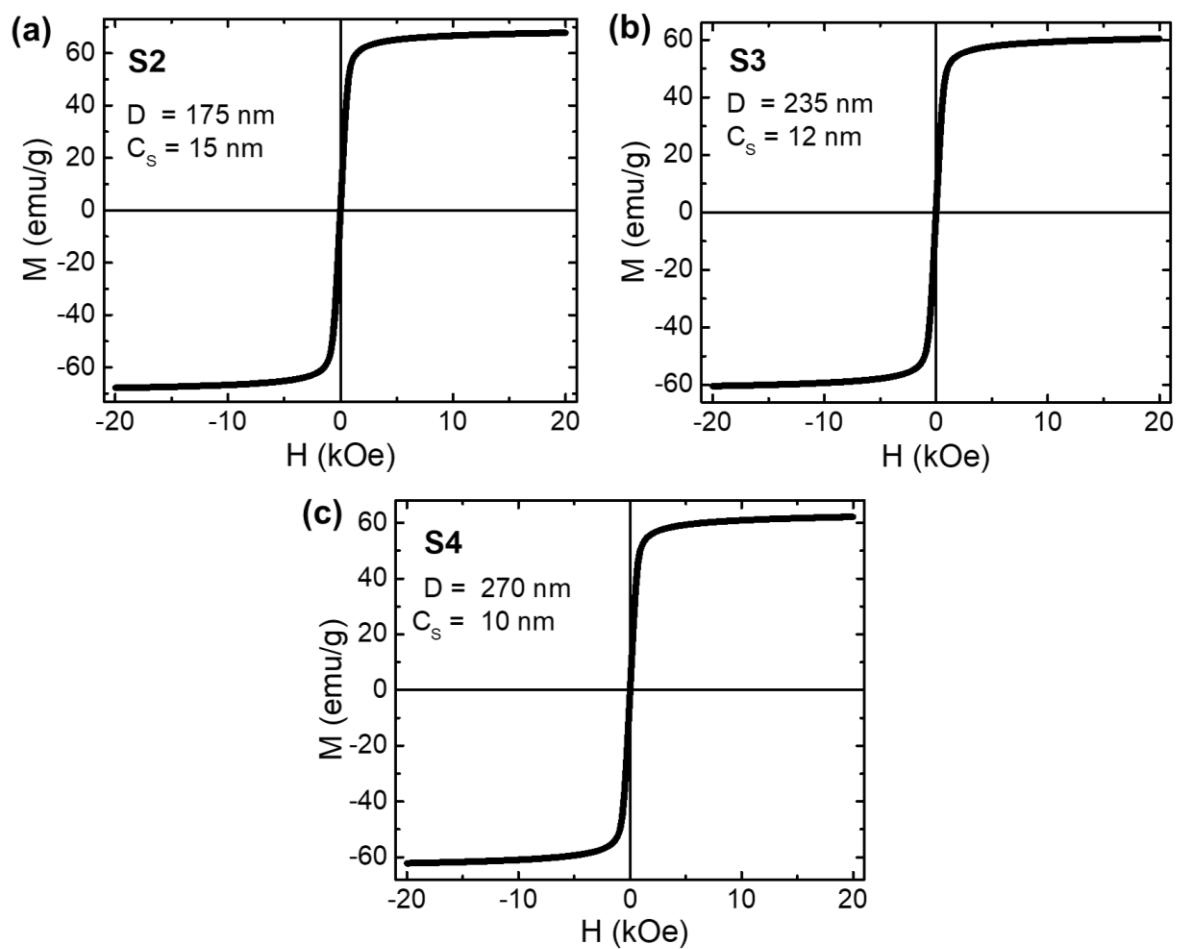 (a)
S2
D = 175 nm
C_S = 15 nm
60
40
20
0
-20
-40
-60
M (emu/g)
-20
-10
0
10
20
H (kOe)
(b)
S3
D = 235 nm
C_S = 12 nm
60
40
20
0
-20
-40
-60
M (emu/g)
-20
-10
0
10
20
H (kOe)
(c)
S4
D = 270 nm
C_S = 10 nm
60
40
20
0
-20
-40
-60
M (emu/g)
-20
-10
0
10
20
H (kOe)